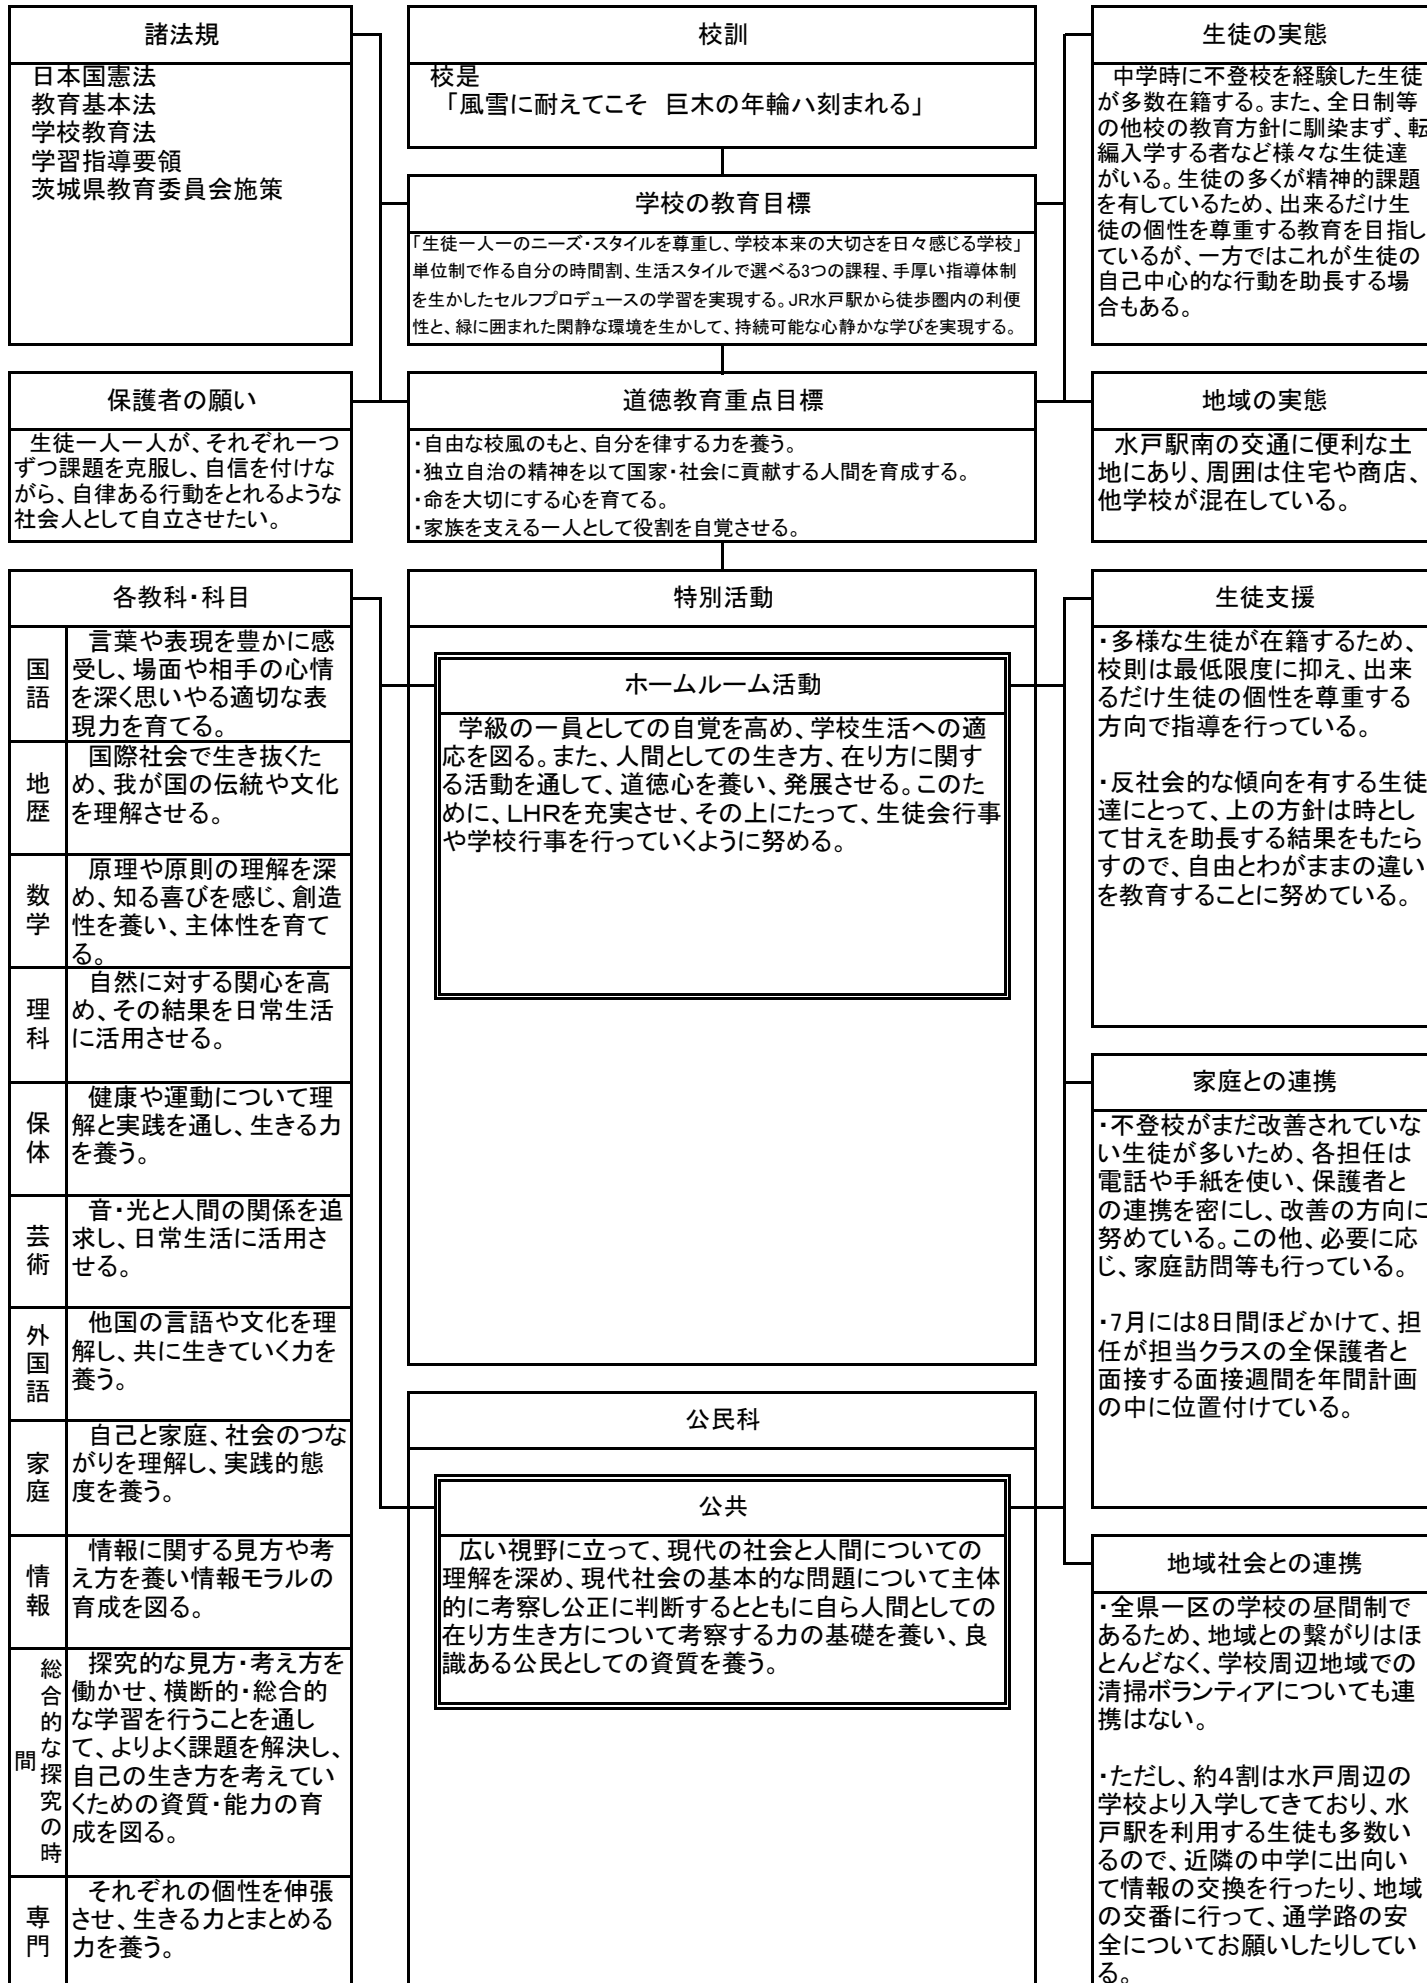 諸法規
日本国憲法
教育基本法
学校教育法
学習指導要領
茨城県教育委員会施策
校訓
校是
「風雪に耐えてこそ　巨木の年輪ハ刻まれる」
生徒の実態
中学時に不登校を経験した生徒
が多数在籍する。また、全日制等
の他校の教育方針に馴染まず、転
編入学する者など様々な生徒達
がいる。生徒の多くが精神的課題
を有しているため、出来るだけ生
徒の個性を尊重する教育を目指し
ているが、一方ではこれが生徒の
自己中心的な行動を助長する場
合もある。
学校の教育目標
「生徒一人一のニーズ・スタイルを尊重し、学校本来の大切さを日々感じる学校」
単位制で作る自分の時間割、生活スタイルで選べる3つの課程、手厚い指導体制
を生かしたセルフプロデュースの学習を実現する。JR水戸駅から徒歩圏内の利便
性と、緑に囲まれた閑静な環境を生かして、持続可能な心静かな学びを実現する。
保護者の願い
生徒一人一人が、それぞれ一つ
ずつ課題を克服し、自信を付けな
がら、自律ある行動をとれるような
社会人として自立させたい。
道徳教育重点目標
・自由な校風のもと、自分を律する力を養う。
・独立自治の精神を以て国家・社会に貢献する人間を育成する。
・命を大切にする心を育てる。
・家族を支える一人として役割を自覚させる。
地域の実態
水戸駅南の交通に便利な土
地にあり、周囲は住宅や商店、
他学校が混在している。
各教科・科目
国語
言葉や表現を豊かに感
受し、場面や相手の心情
を深く思いやる適切な表
現力を育てる。
地歴
国際社会で生き抜くた
め、我が国の伝統や文化
を理解させる。
数学
原理や原則の理解を深
め、知る喜びを感じ、創造
性を養い、主体性を育て
る。
理科
自然に対する関心を高
め、その結果を日常生活
に活用させる。
保体
健康や運動について理
解と実践を通し、生きる力
を養う。
芸術
音・光と人間の関係を追
求し、日常生活に活用さ
せる。
外国語
他国の言語や文化を理
解し、共に生きていく力を
養う。
家庭
自己と家庭、社会のつな
がりを理解し、実践的態
度を養う。
情報
情報に関する見方や考
え方を養い情報モラルの
育成を図る。
総合的な探究の時
間
探究的な見方・考え方を
働かせ、横断的・総合的
な学習を行うことを通し
て、よりよく課題を解決し、
自己の生き方を考えてい
くための資質・能力の育
成を図る。
専門
それぞれの個性を伸張
させ、生きる力とまとめる
力を養う。
特別活動
ホームルーム活動
学級の一員としての自覚を高め、学校生活への適
応を図る。また、人間としての生き方、在り方に関す
る活動を通して、道徳心を養い、発展させる。このた
めに、LHRを充実させ、その上にたって、生徒会行事
や学校行事を行っていくように努める。
公民科
公共
広い視野に立って、現代の社会と人間についての
理解を深め、現代社会の基本的な問題について主体
的に考察し公正に判断するとともに自ら人間としての
在り方生き方について考察する力の基礎を養い、良
識ある公民としての資質を養う。
生徒支援
・多様な生徒が在籍するため、
校則は最低限度に抑え、出来
るだけ生徒の個性を尊重する
方向で指導を行っている。
・反社会的な傾向を有する生徒
達にとって、上の方針は時とし
て甘えを助長する結果をもたら
すので、自由とわがままの違い
を教育することに努めている。
家庭との連携
・不登校がまだ改善されていな
い生徒が多いため、各担任は
電話や手紙を使い、保護者と
の連携を密にし、改善の方向に
努めている。この他、必要に応
じ、家庭訪問等も行っている。
・7月には8日間ほどかけて、担
任が担当クラスの全保護者と
面接する面接週間を年間計画
の中に位置付けている。
地域社会との連携
・全県一区の学校の昼間制で
あるため、地域との繋がりはほ
とんどなく、学校周辺地域での
清掃ボランティアについても連
携はない。
・ただし、約4割は水戸周辺の
学校より入学してきており、水
戸駅を利用する生徒も多数い
るので、近隣の中学に出向い
て情報の交換を行ったり、地域
の交番に行って、通学路の安
全についてお願いしたりしてい
る。